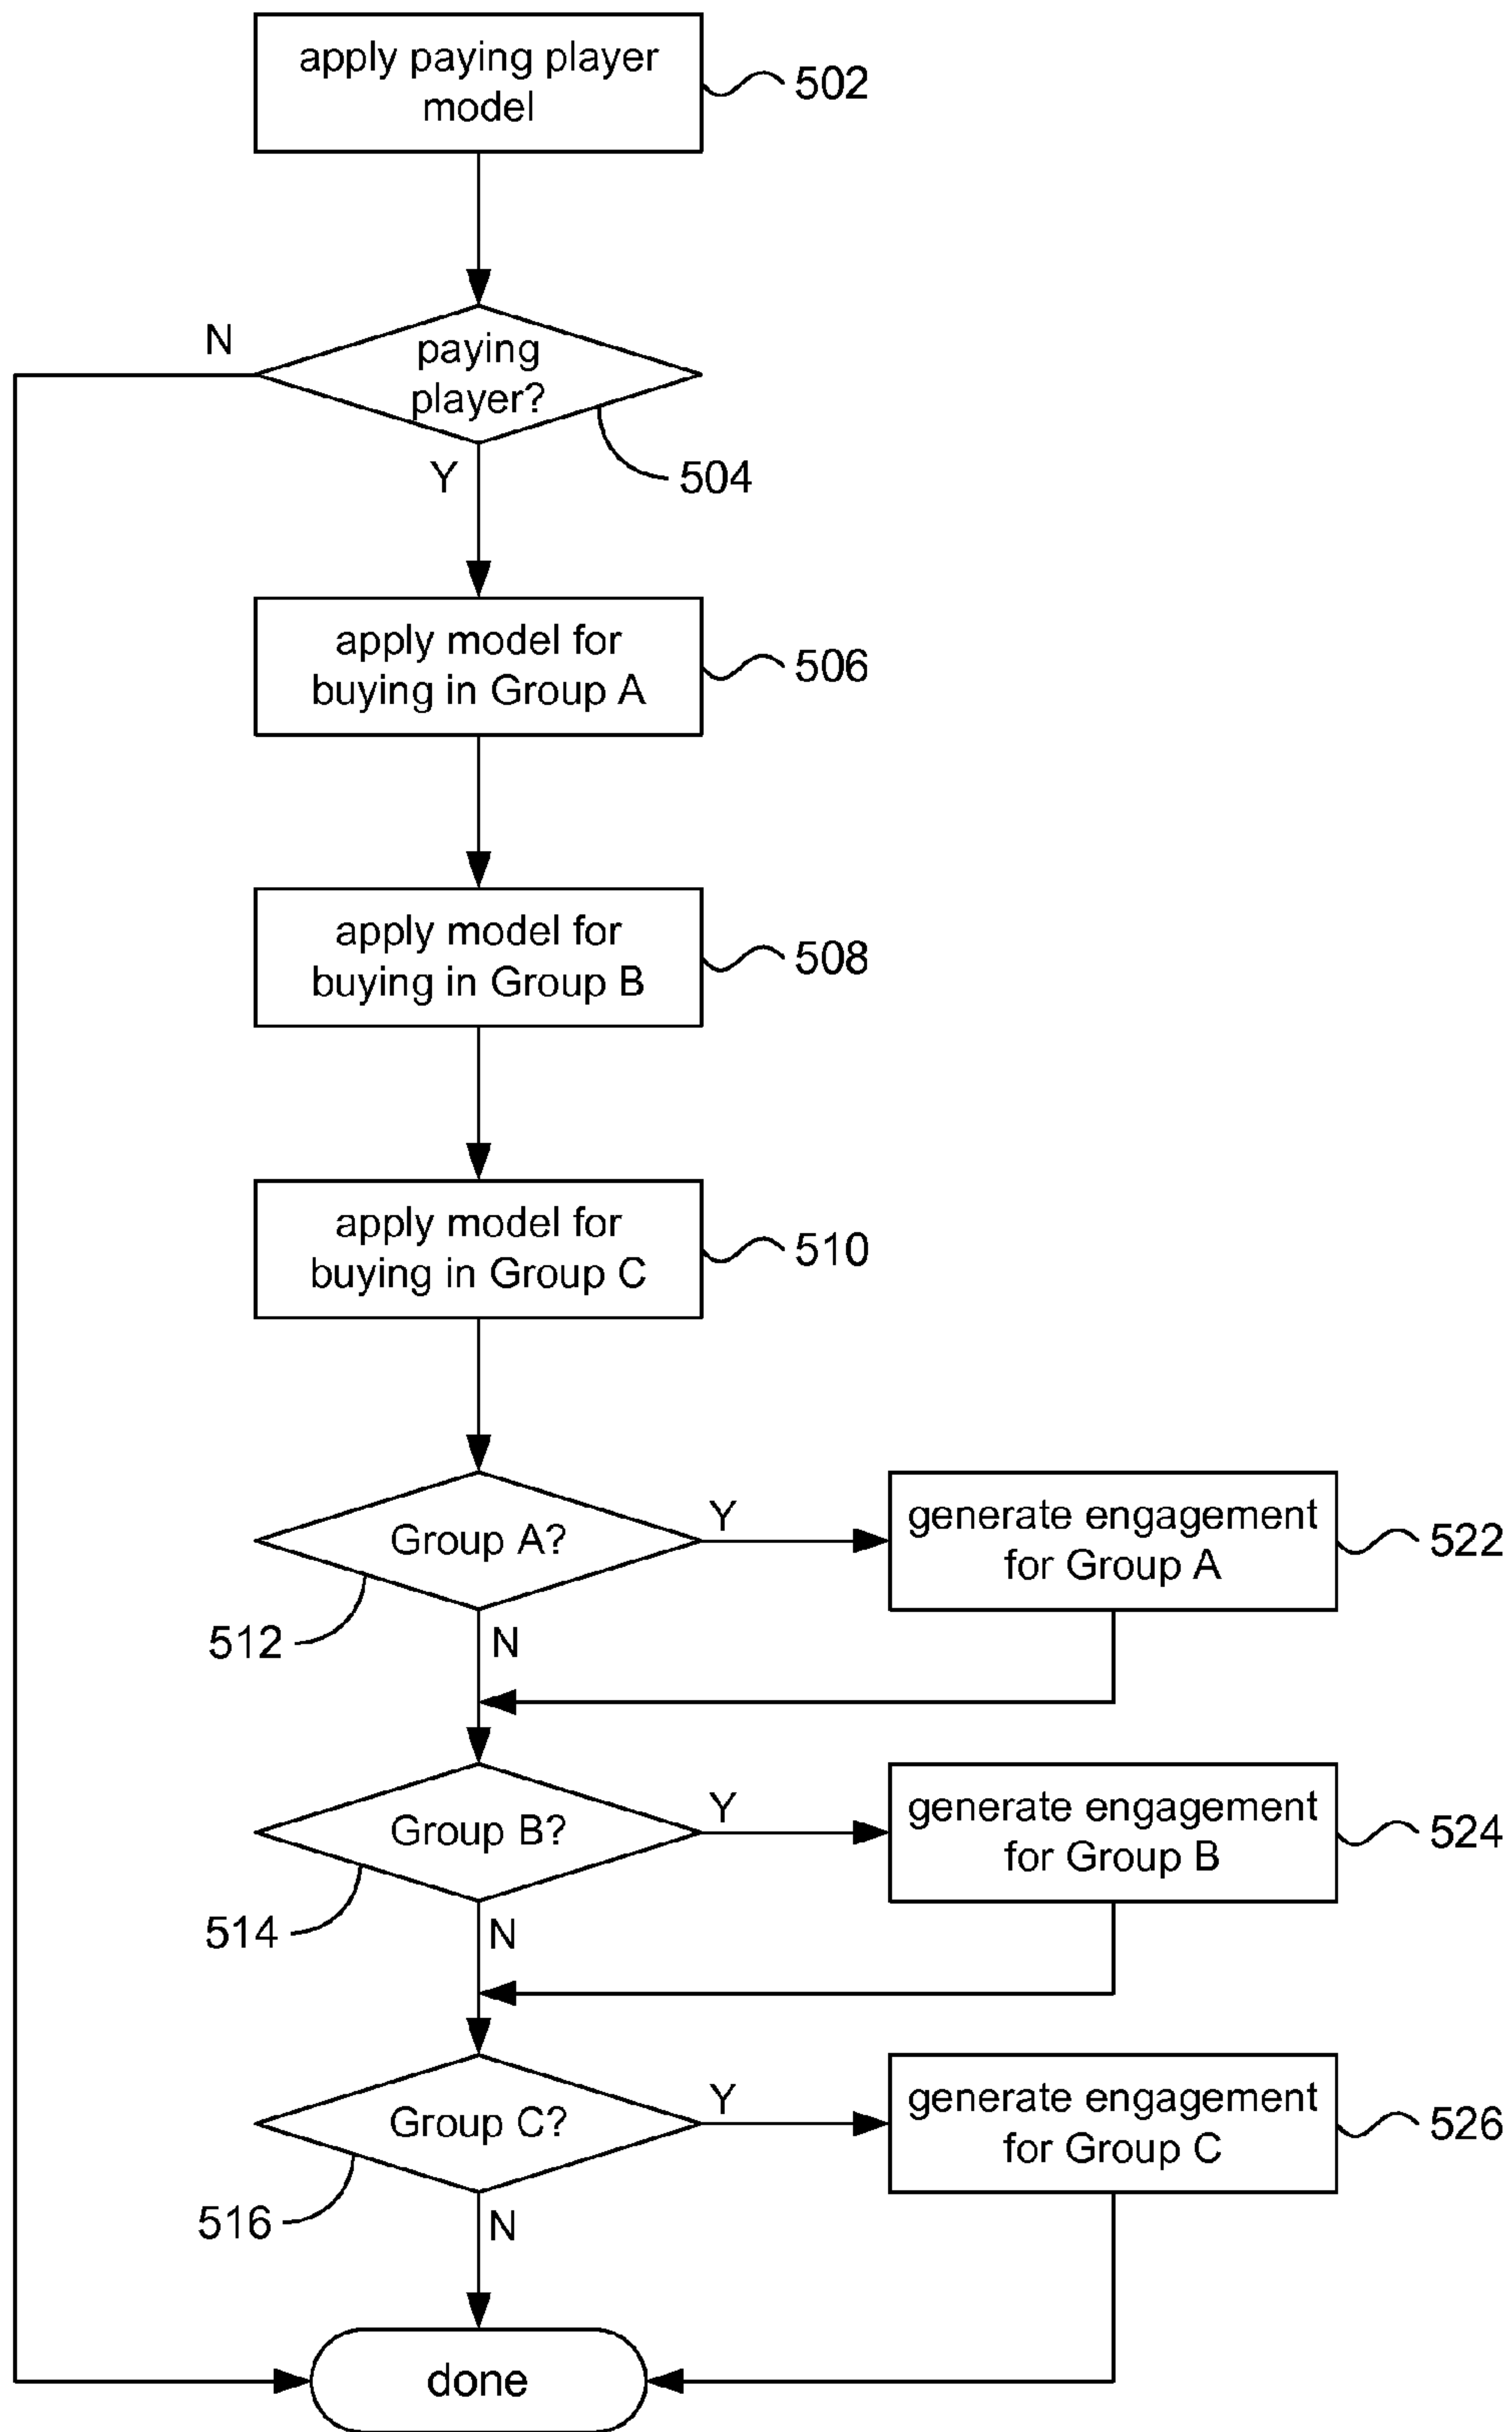 apply paying player
model
502
N
paying
player?
504
Y
apply model for
buying in Group A
506
apply model for
buying in Group B
508
apply model for
buying in Group C
510
Group A?
Y
generate engagement
for Group A
522
512
N
Group B?
Y
generate engagement
for Group B
524
514
N
Group C?
Y
generate engagement
for Group C
526
516
N
done